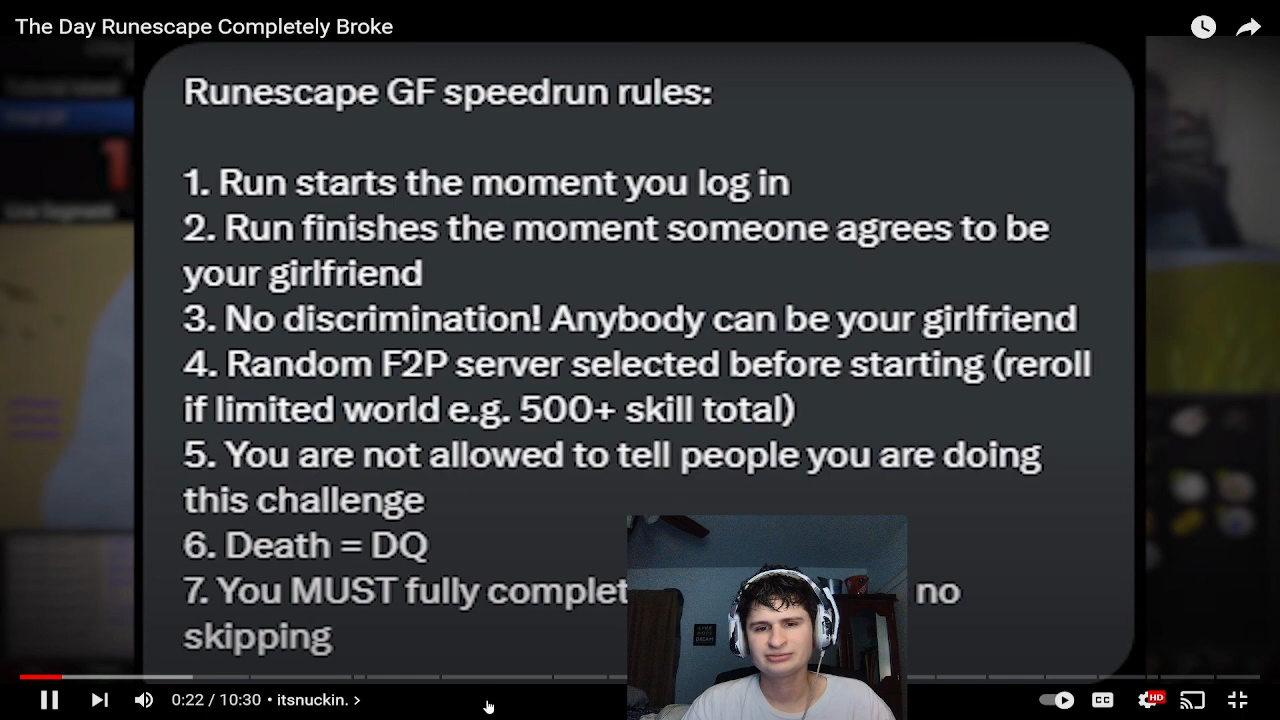 The Day Runescape Completely Broke
Runescape GF speedrun rules:
1. Run starts the moment you log in
2. Run finishes the moment someone agrees to be
your girlfriend
3. No discrimination! Anybody can be your girlfriend
4. Random F2P server selected before starting (reroll
if limited world e.g. 500+ skill total)
5. You are not allowed to tell people you are doing
this challenge
6. Death = DQ
7. You MUST fully complet no
skipping
0:22 / 10:30 • itsnuckin. >
CC
HD